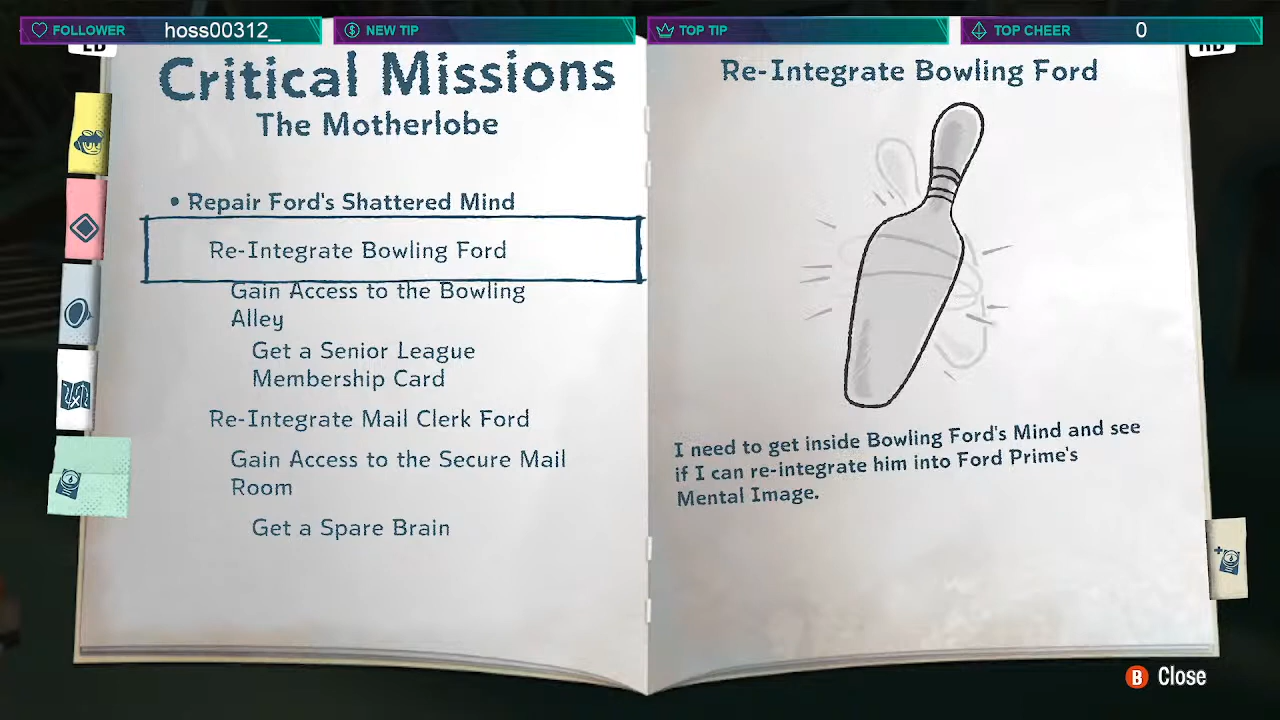 FOLLOWER hoss00312_ NEW TIP TOP TIP TOP CHEER 0
Critical Missions
The Motherlobe
• Repair Ford's Shattered Mind
Re-Integrate Bowling Ford
Gain Access to the Bowling
Alley
Get a Senior League
Membership Card
Re-Integrate Mail Clerk Ford
Gain Access to the Secure Mail
Room
Get a Spare Brain
Re-Integrate Bowling Ford
I need to get inside Bowling Ford's Mind and see
if I can re-integrate him into Ford Prime's
Mental Image.
B Close